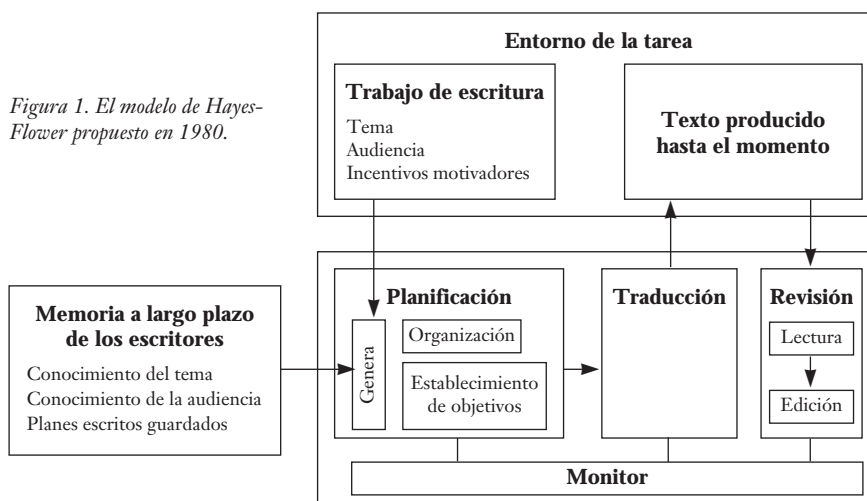 Entorno de la tarea
Figura 1. El modelo de Hayes-
Flower propuesto en 1980.
Trabajo de escritura
Tema
Audiencia
Incentivos motivadores
Texto producido
hasta el momento
Memoria a largo plazo
de los escritores
Conocimiento del tema
Conocimiento de la audiencia
Planes escritos guardados
Planificación
Genera
Organización
Establecimiento
de objetivos
Traducción
Revisión
Lectura
Edición
Monitor